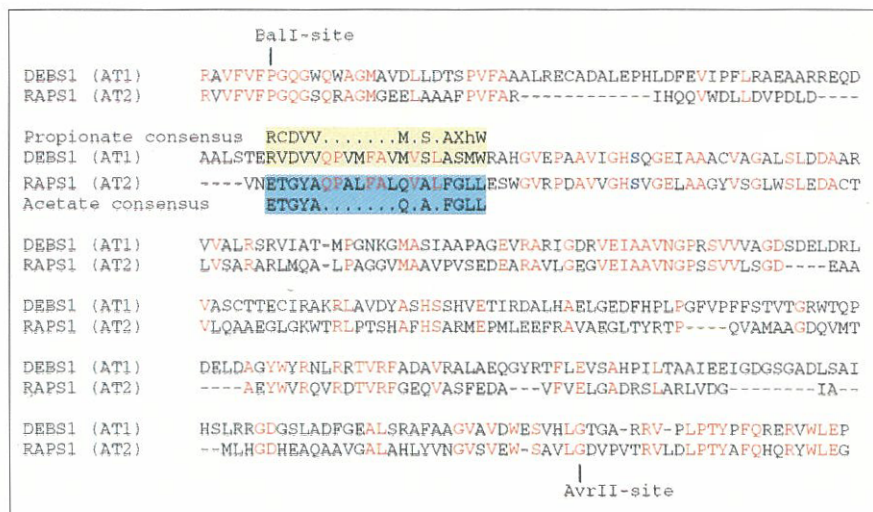 BalI-site
DEBS1 (AT1) RAVFVFPGQGWQWAGMAVDLLDTSPVFAAALRECADALEPHLDFEVIPFLRAEAARREQD
RAPS1 (AT2) RVVFVFPGQGSQRAGMGEELAAAFPVFAR-----------IHQQVWDLLDVPDLD----
Propionate consensus RCDVV.......M.S.AXhW
DEBS1 (AT1) AALSTERVDVVQPVMFAVMVSLASMWRAHGVEPAAVIGHSQGEIAAACVAGALSLDDAAR
RAPS1 (AT2) ----VNETGYAQPALFALQVALFGLLESWGVRPDAVVGHSVGELAAGYVSGLWSLEDACT
Acetate consensus ETGYA.......Q.A.FGLL
DEBS1 (AT1) VVALRSRVIAT-MPGNKGMASIAAPAGEVRARIGDRVEIAAVNGPRSVVVAGDSDELDRL
RAPS1 (AT2) LVSARARLMQA-LPAGGVMAAVPVSEDEARAVLGEGVEIAAVNGPSSVVLSGD----EAA
DEBS1 (AT1) VASCTTECIRAKRLAVDYASHSSHVETIRDALHAELGEDFHPLPGFVPFFSTVTGRWTQP
RAPS1 (AT2) VLQAAEGLGKWTRLPTSHAFHSARMEPMLEEFRAVAEGLTYRTP----QVAMAAGDQVMT
DEBS1 (AT1) DELDAGYWYRNLRRTVRFADAVRALAEQGYRTFLEVSAHPILTAAIEEIGDGSGADLSAI
RAPS1 (AT2) ----AEYWVRQVRDTVRFGEQVASFEDA---VFVELGADRSLARLVDG--------IA--
DEBS1 (AT1) HSLRRGDGSLADFGEALSRAFAAGVAVDWESVHLGTGA-RRV-PLPTYPFQRERVWLEP
RAPS1 (AT2) --MLHGDHEAQAAVGALAHLYVNGVSVEW-SAVLGDVPVTRVLDLPTYAFQHQRYWLEG
AvrII-site